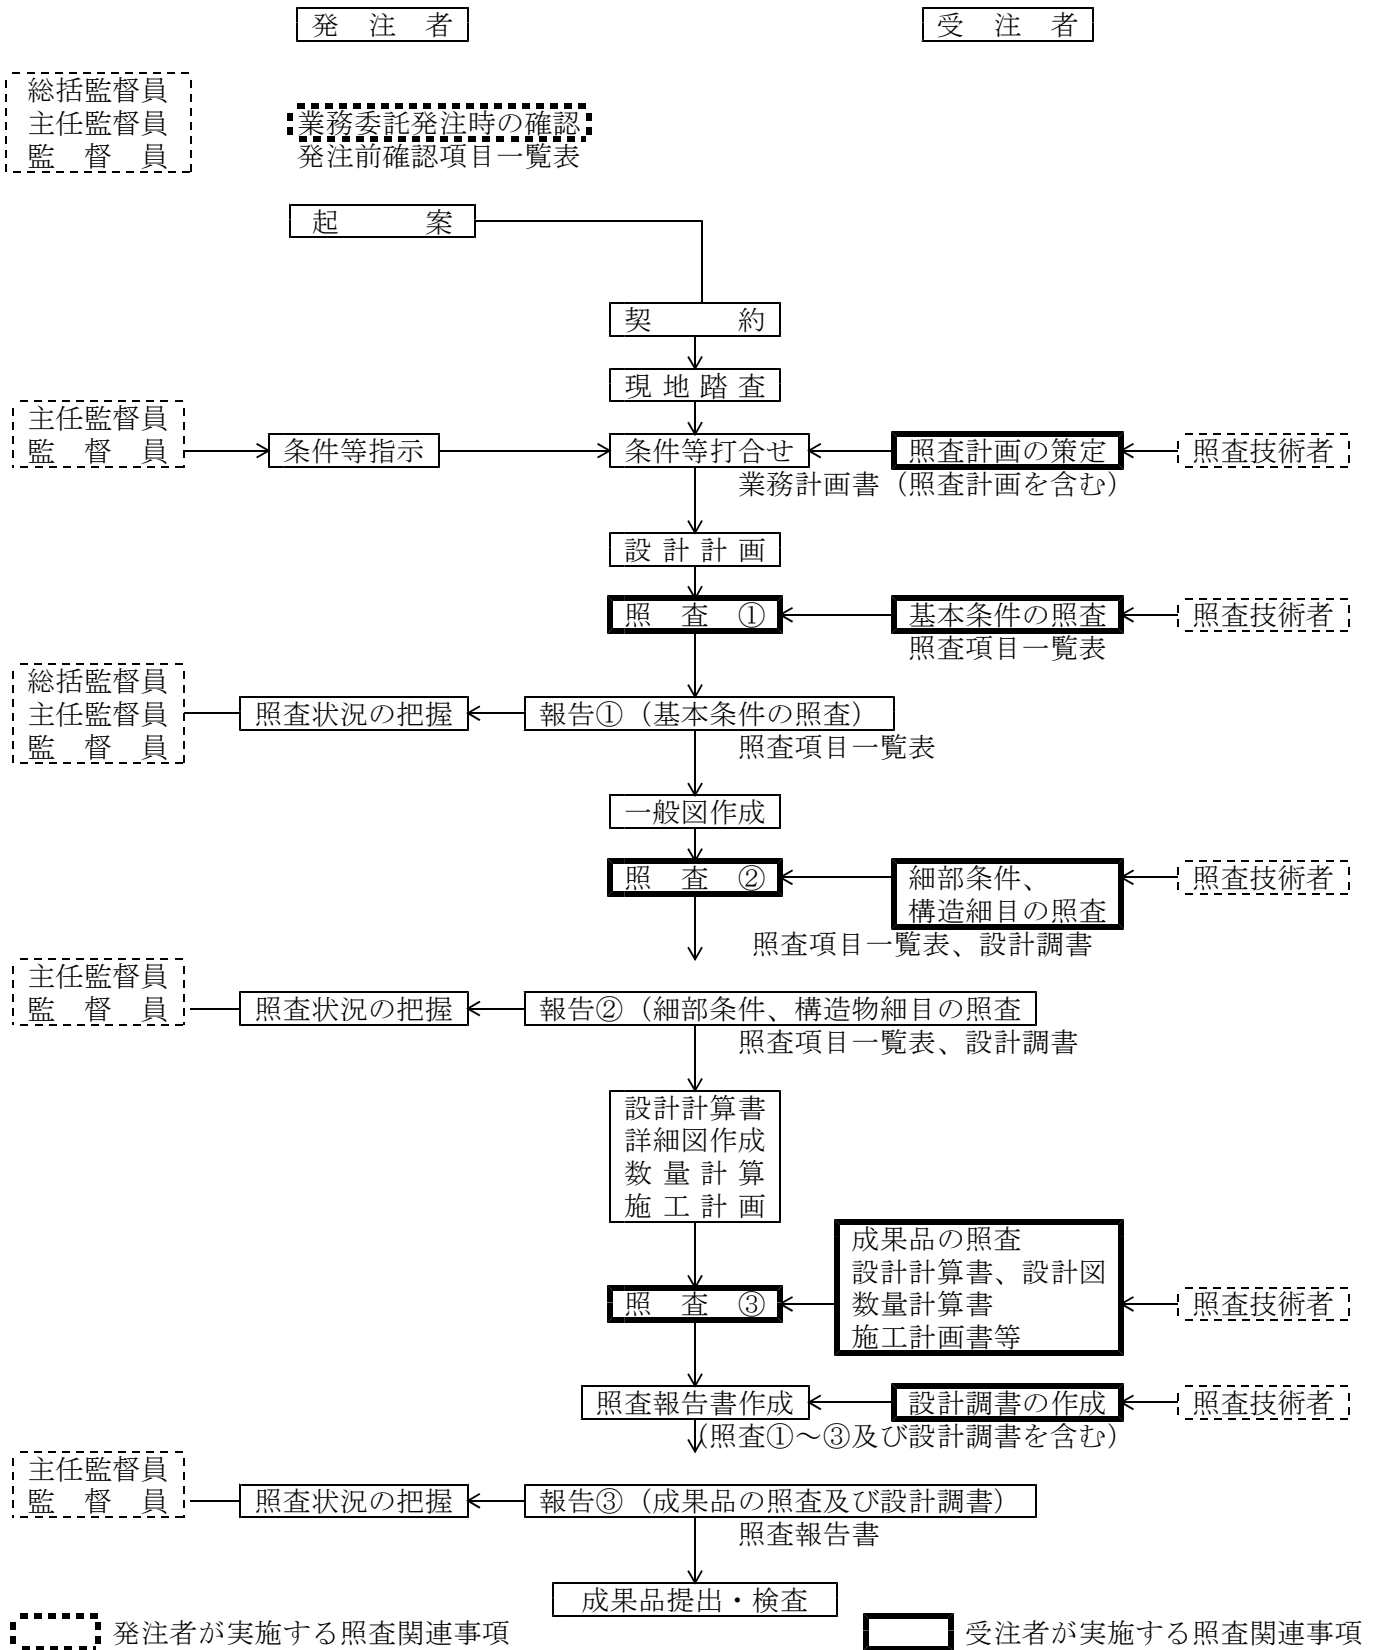 発　注　者
受　注　者
総括監督員
主任監督員
監　督　員
業務委託発注時の確認
発注前確認項目一覧表
起　　　案
契　　　約
現 地 踏 査
主任監督員
監　督　員
条件等指示
条件等打合せ
照査計画の策定
照査技術者
業務計画書（照査計画を含む）
設 計 計 画
照　査　①
基本条件の照査
照査技術者
照査項目一覧表
総括監督員
主任監督員
監　督　員
照査状況の把握
報告①（基本条件の照査）
照査項目一覧表
一般図作成
照　査　②
細部条件、
構造細目の照査
照査技術者
照査項目一覧表、設計調書
主任監督員
監　督　員
照査状況の把握
報告②（細部条件、構造物細目の照査
照査項目一覧表、設計調書
設計計算書
詳細図作成
数 量 計 算
施 工 計 画
成果品の照査
設計計算書、設計図
数量計算書
施工計画書等
照　査　③
照査技術者
照査報告書作成
設計調書の作成
照査技術者
（照査①～③及び設計調書を含む）
主任監督員
監　督　員
照査状況の把握
報告③（成果品の照査及び設計調書）
照査報告書
成果品提出・検査
発注者が実施する照査関連事項
受注者が実施する照査関連事項